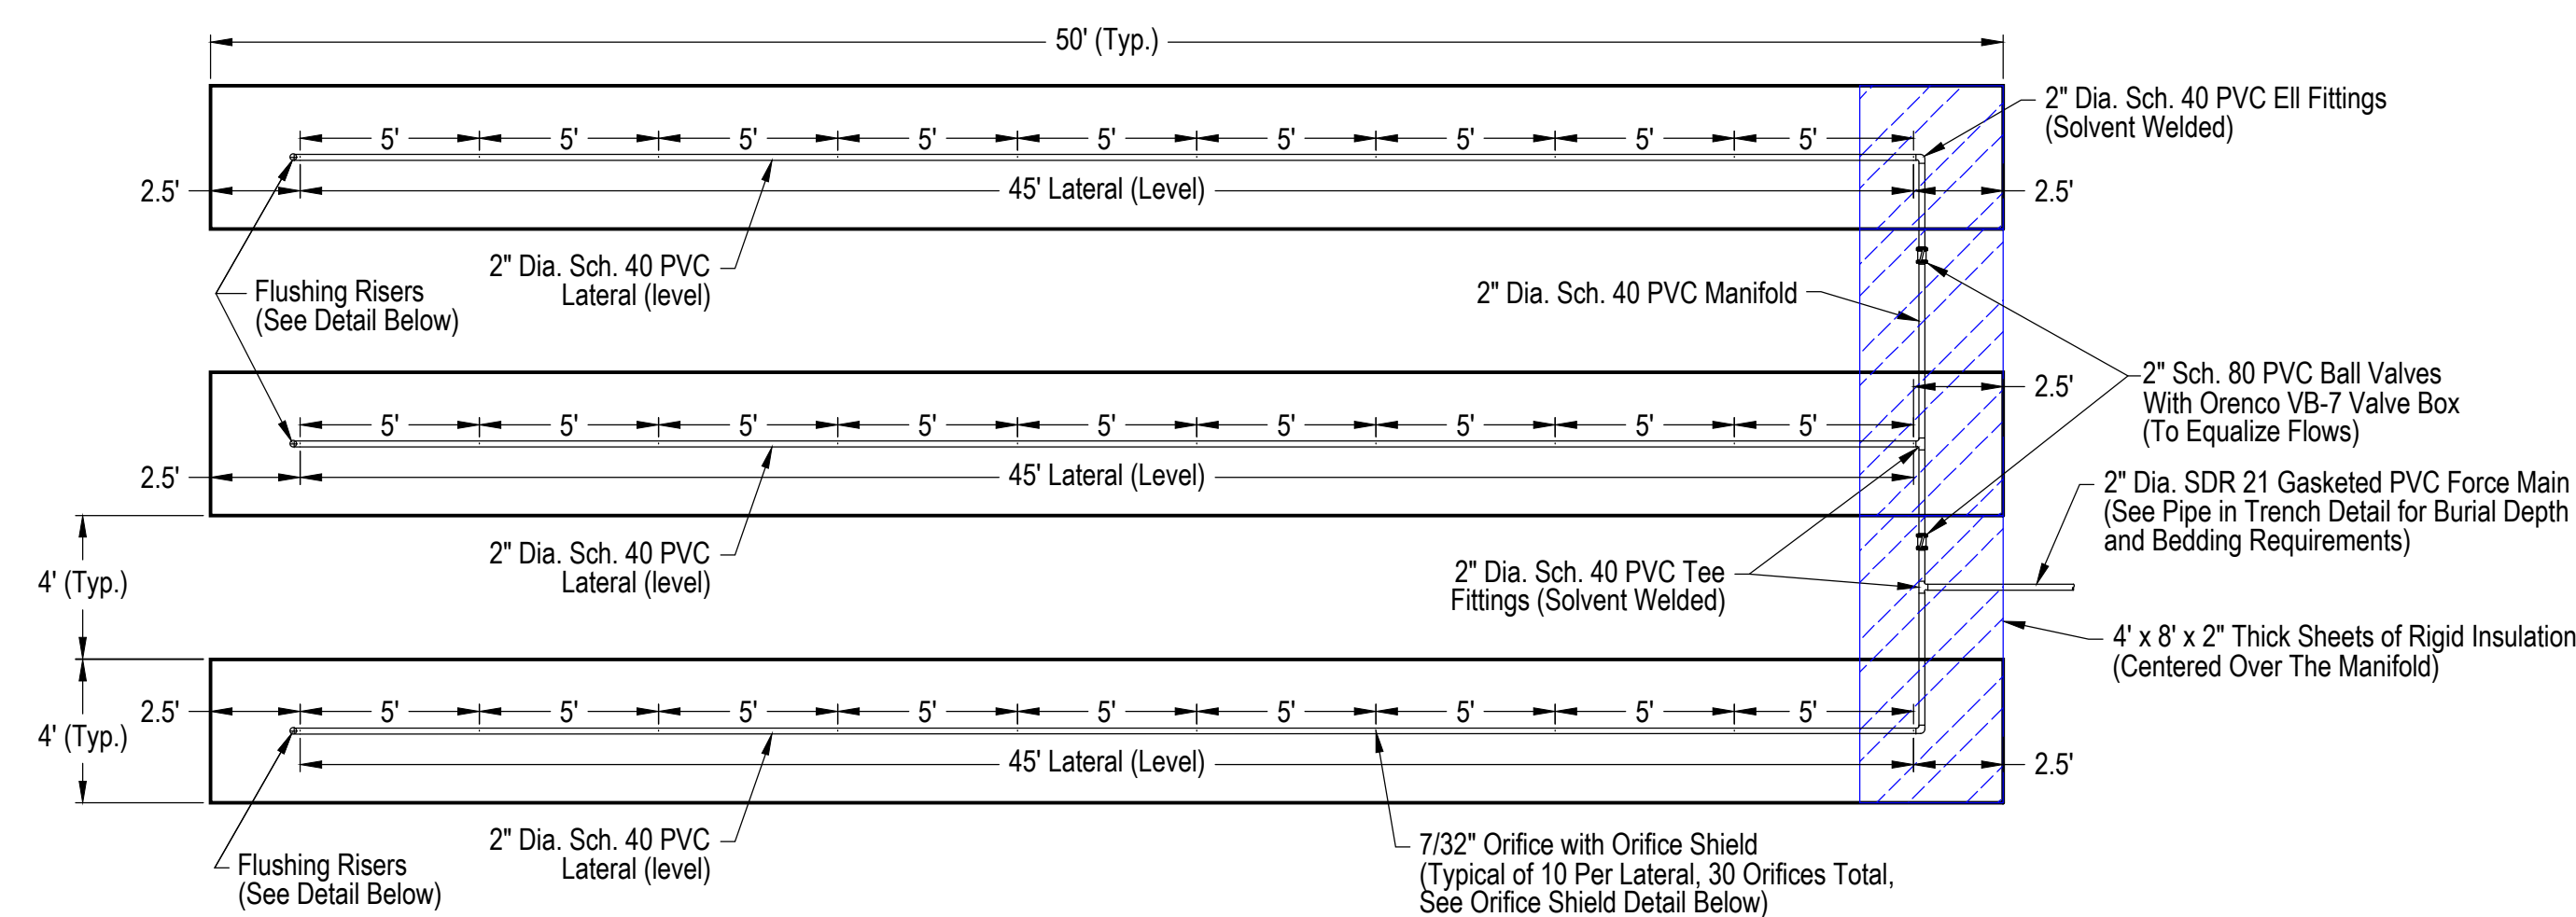 50' (Typ.)
2" Dia. Sch. 40 PVC Ell Fittings
(Solvent Welded)
5' 5' 5' 5' 5' 5' 5' 5' 5'
2.5' 45' Lateral (Level) 2.5'
2" Dia. Sch. 40 PVC
Lateral (level)
Flushing Risers
(See Detail Below)
2" Dia. Sch. 40 PVC Manifold
2" Sch. 80 PVC Ball Valves
With Orenco VB-7 Valve Box
(To Equalize Flows)
2.5'
5' 5' 5' 5' 5' 5' 5' 5' 5'
2.5' 45' Lateral (Level)
2" Dia. SDR 21 Gasketed PVC Force Main
(See Pipe in Trench Detail for Burial Depth
and Bedding Requirements)
2" Dia. Sch. 40 PVC
Lateral (level)
4' (Typ.)
2" Dia. Sch. 40 PVC Tee
Fittings (Solvent Welded)
4' x 8' x 2" Thick Sheets of Rigid Insulation
(Centered Over The Manifold)
2.5' 5' 5' 5' 5' 5' 5' 5' 5' 5'
4' (Typ.)
45' Lateral (Level) 2.5'
2" Dia. Sch. 40 PVC
Lateral (level)
Flushing Risers
(See Detail Below)
7/32" Orifice with Orifice Shield
(Typical of 10 Per Lateral, 30 Orifices Total,
See Orifice Shield Detail Below)